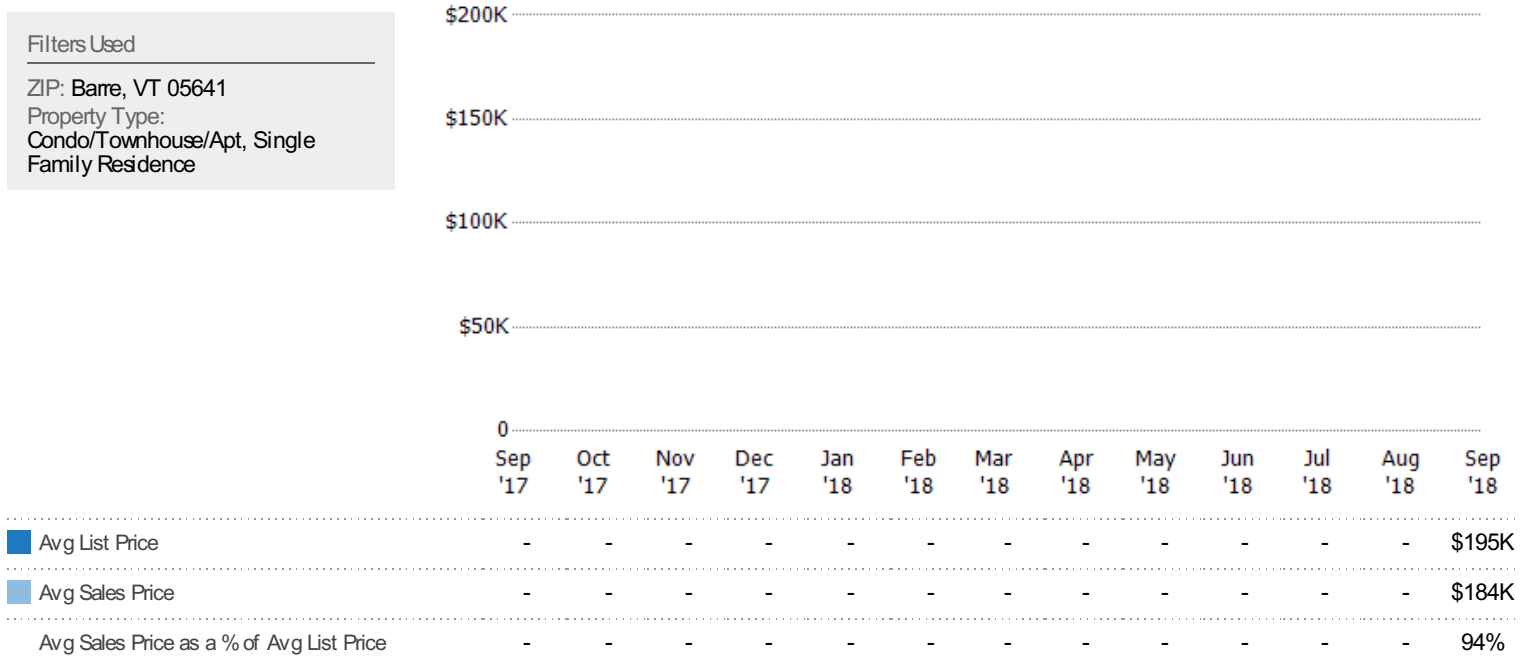 Filters Used
ZIP: Barre, VT 05641
Property Type:
Condo/Townhouse/Apt, Single
Family Residence
$200K
$150K
$100K
$50K
0
Sep Oct Nov Dec Jan Feb Mar Apr May Jun Jul Aug Sep
'17 '17 '17 '17 '18 '18 '18 '18 '18 '18 '18 '18 '18
Avg List Price - - - - - - - - - - - - $195K
Avg Sales Price - - - - - - - - - - - - $184K
Avg Sales Price as a % of Avg List Price - - - - - - - - - - - - 94%